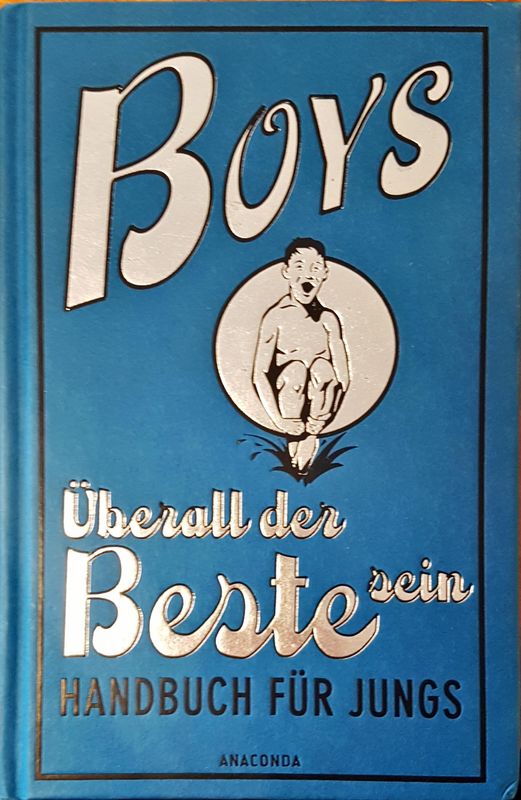 Boys
Überall der
Beste sein
HANDBUCH FÜR JUNGS
ANACONDA